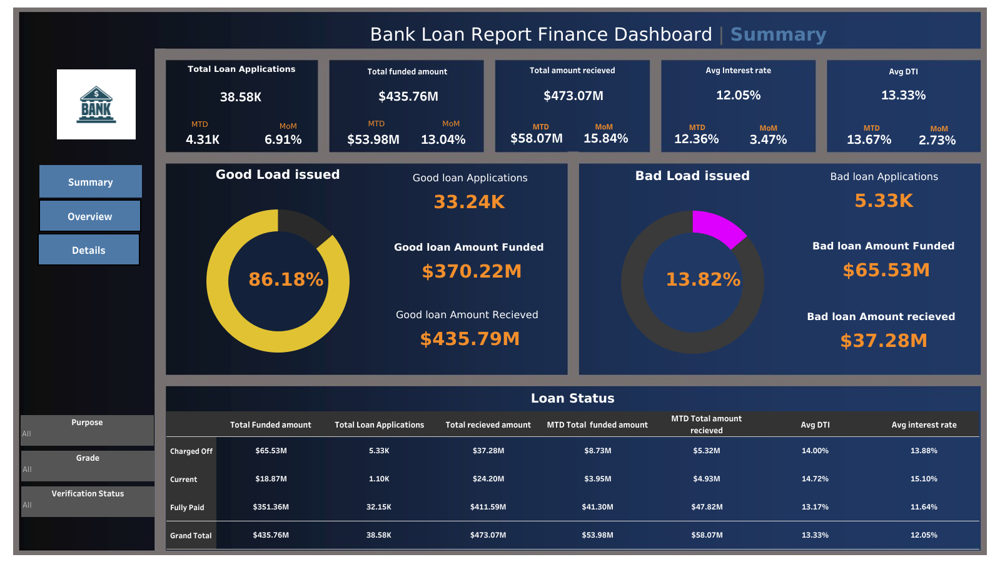 Bank Loan Report Finance Dashboard | Summary
$
BANK
Summary
Overview
Details
Purpose
All
Grade
All
Verification Status
All
Total Loan Applications
38.58K
MTD MoM
4.31K 6.91%
Total funded amount
$435.76M
MTD MoM
$53.98M 13.04%
Total amount recieved
$473.07M
MTD MoM
$58.07M 15.84%
Avg Interest rate
12.05%
MTD MoM
12.36% 3.47%
Avg DTI
13.33%
MTD MoM
13.67% 2.73%
Good Load issued
86.18%
Good loan Applications
33.24K
Good loan Amount Funded
$370.22M
Good loan Amount Recieved
$435.79M
Bad Load issued
13.82%
Bad loan Applications
5.33K
Bad loan Amount Funded
$65.53M
Bad loan Amount recieved
$37.28M
Loan Status
Total Funded amount Total Loan Applications Total recieved amount MTD Total  funded amount MTD Total amount recieved Avg DTI Avg interest rate
Charged Off $65.53M 5.33K $37.28M $8.73M $5.32M 14.00% 13.88%
Current $18.87M 1.10K $24.20M $3.95M $4.93M 14.72% 15.10%
Fully Paid $351.36M 32.15K $411.59M $41.30M $47.82M 13.17% 11.64%
Grand Total $435.76M 38.58K $473.07M $53.98M $58.07M 13.33% 12.05%